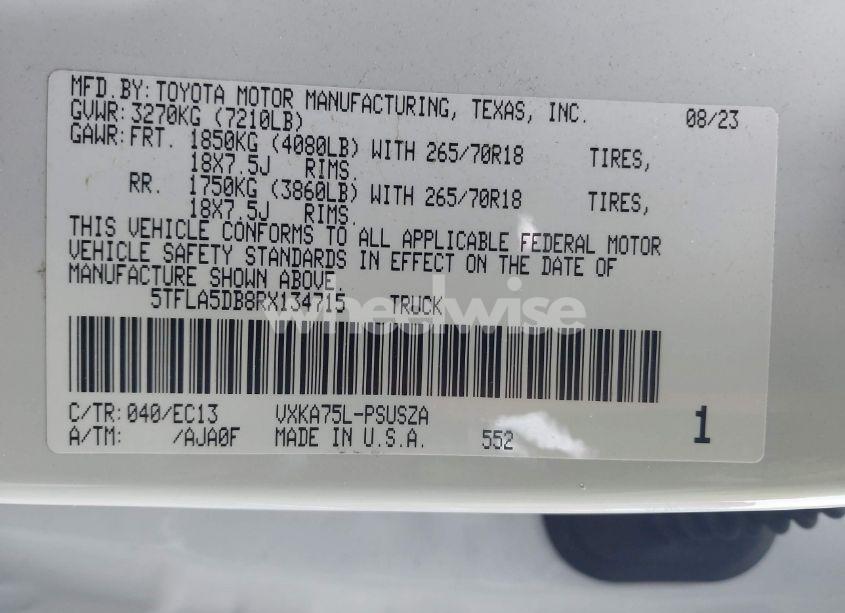 MFD.BY: TOYOTA MOTOR MANUFACTURING, TEXAS, INC. 08/23
GVWR: 3270KG (7210LB)
GAWR: FRT. 1850KG (4080LB) WITH 265/70R18 TIRES,
18X7.5J RIMS.
RR. 1750KG (3860LB) WITH 265/70R18 TIRES,
18X7.5J RIMS.
THIS VEHICLE CONFORMS TO ALL APPLICABLE FEDERAL MOTOR
VEHICLE SAFETY STANDARDS IN EFFECT ON THE DATE OF
MANUFACTURE SHOWN ABOVE.
5TFLA5DB8RX134715 TRUCK
wheelwise
C/TR: 040/EC13 VXKA75L-PSUSZA
A/TM: /AJA0F MADE IN U.S.A. 552 1